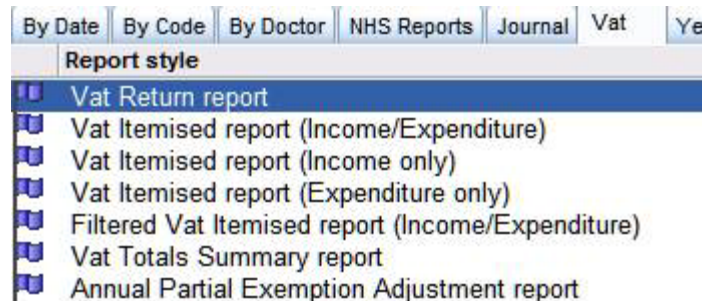 By Date By Code By Doctor NHS Reports Journal Vat Ye
Report style
Vat Return report
Vat Itemised report (Income/Expenditure)
Vat Itemised report (Income only)
Vat Itemised report (Expenditure only)
Filtered Vat Itemised report (Income/Expenditure)
Vat Totals Summary report
Annual Partial Exemption Adjustment report